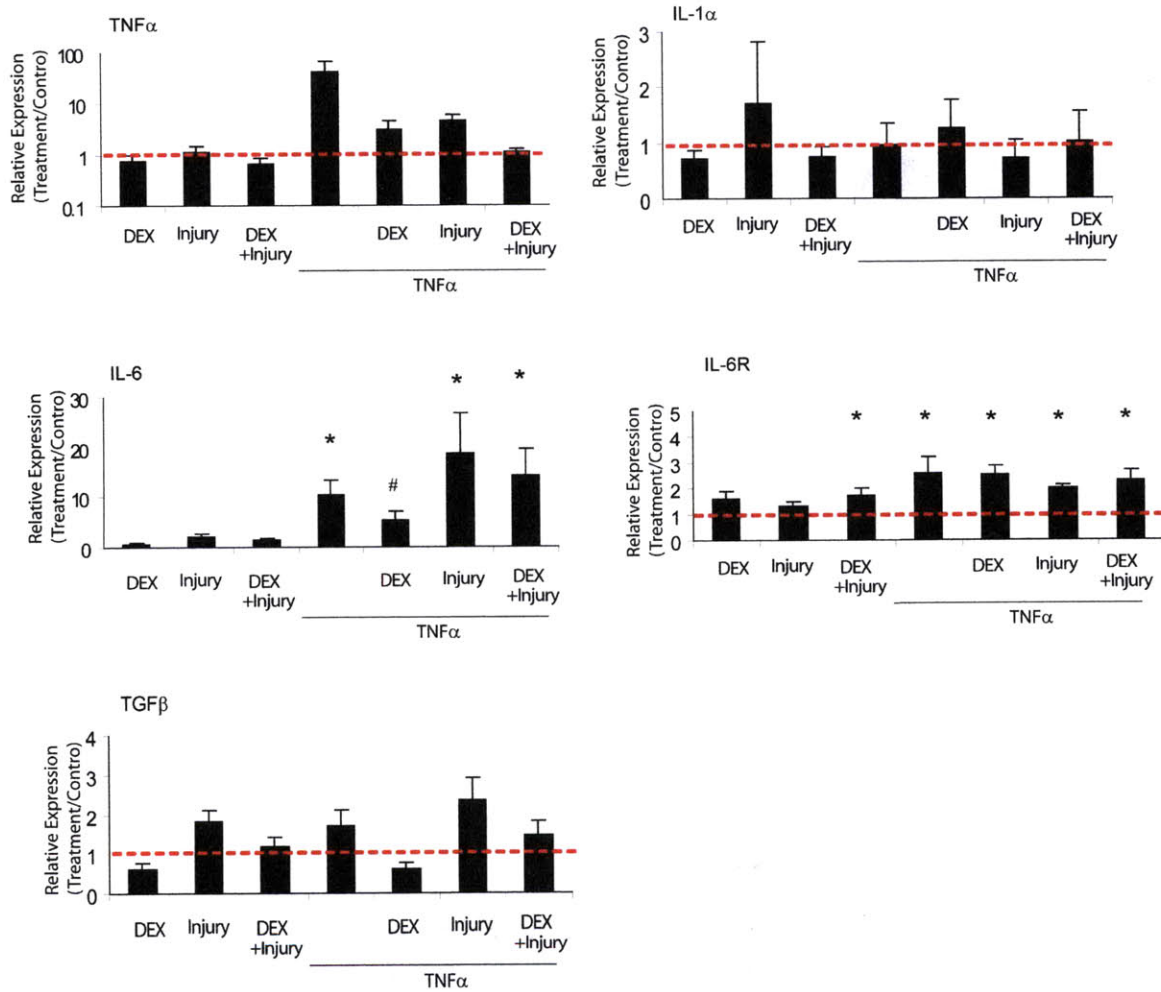 TNFα
Relative Expression
(Treatment/Contro)
100
10
1
0.1
DEX
Injury
DEX
+Injury
DEX
Injury
DEX
+Injury
TNFα
IL-1α
Relative Expression
(Treatment/Contro)
3
2
1
0
DEX
Injury
DEX
+Injury
DEX
Injury
DEX
+Injury
TNFα
IL-6
Relative Expression
(Treatment/Contro)
30
20
10
0
*
#
*
*
DEX
Injury
DEX
+Injury
DEX
Injury
DEX
+Injury
TNFα
IL-6R
Relative Expression
(Treatment/Contro)
5
4
3
2
1
0
*
*
*
*
*
DEX
Injury
DEX
+Injury
DEX
Injury
DEX
+Injury
TNFα
TGFβ
Relative Expression
(Treatment/Contro)
4
3
2
1
0
DEX
Injury
DEX
+Injury
DEX
Injury
DEX
+Injury
TNFα